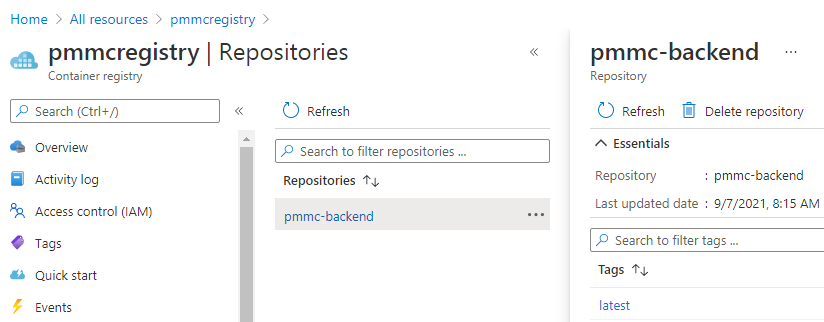 Home > All resources > pmmcregistry >
pmmcregistry | Repositories
Container registry
Search (Ctrl+/)
«
Overview
Activity log
Access control (IAM)
Tags
Quick start
Events
«
Refresh
Search to filter repositories ...
Repositories ↑↓
pmmc-backend ...
pmmc-backend ...
Repository
Refresh Delete repository
Essentials
Repository : pmmc-backend
Last updated date : 9/7/2021, 8:15 AM
Search to filter tags ...
Tags ↑↓
latest